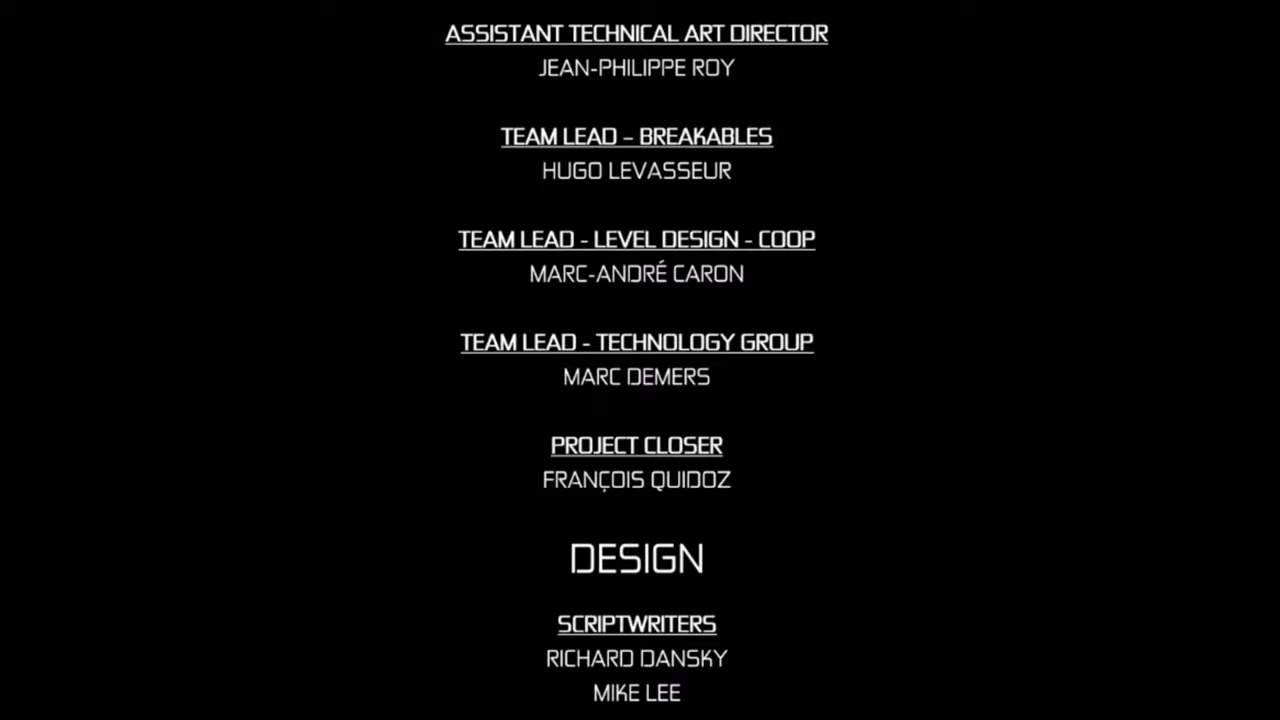 ASSISTANT TECHNICAL ART DIRECTOR
JEAN-PHILIPPE ROY
TEAM LEAD – BREAKABLES
HUGO LEVASSEUR
TEAM LEAD - LEVEL DESIGN - COOP
MARC-ANDRÉ CARON
TEAM LEAD - TECHNOLOGY GROUP
MARC DEMERS
PROJECT CLOSER
FRANÇOIS QUIDOZ
DESIGN
SCRIPTWRITERS
RICHARD DANSKY
MIKE LEE